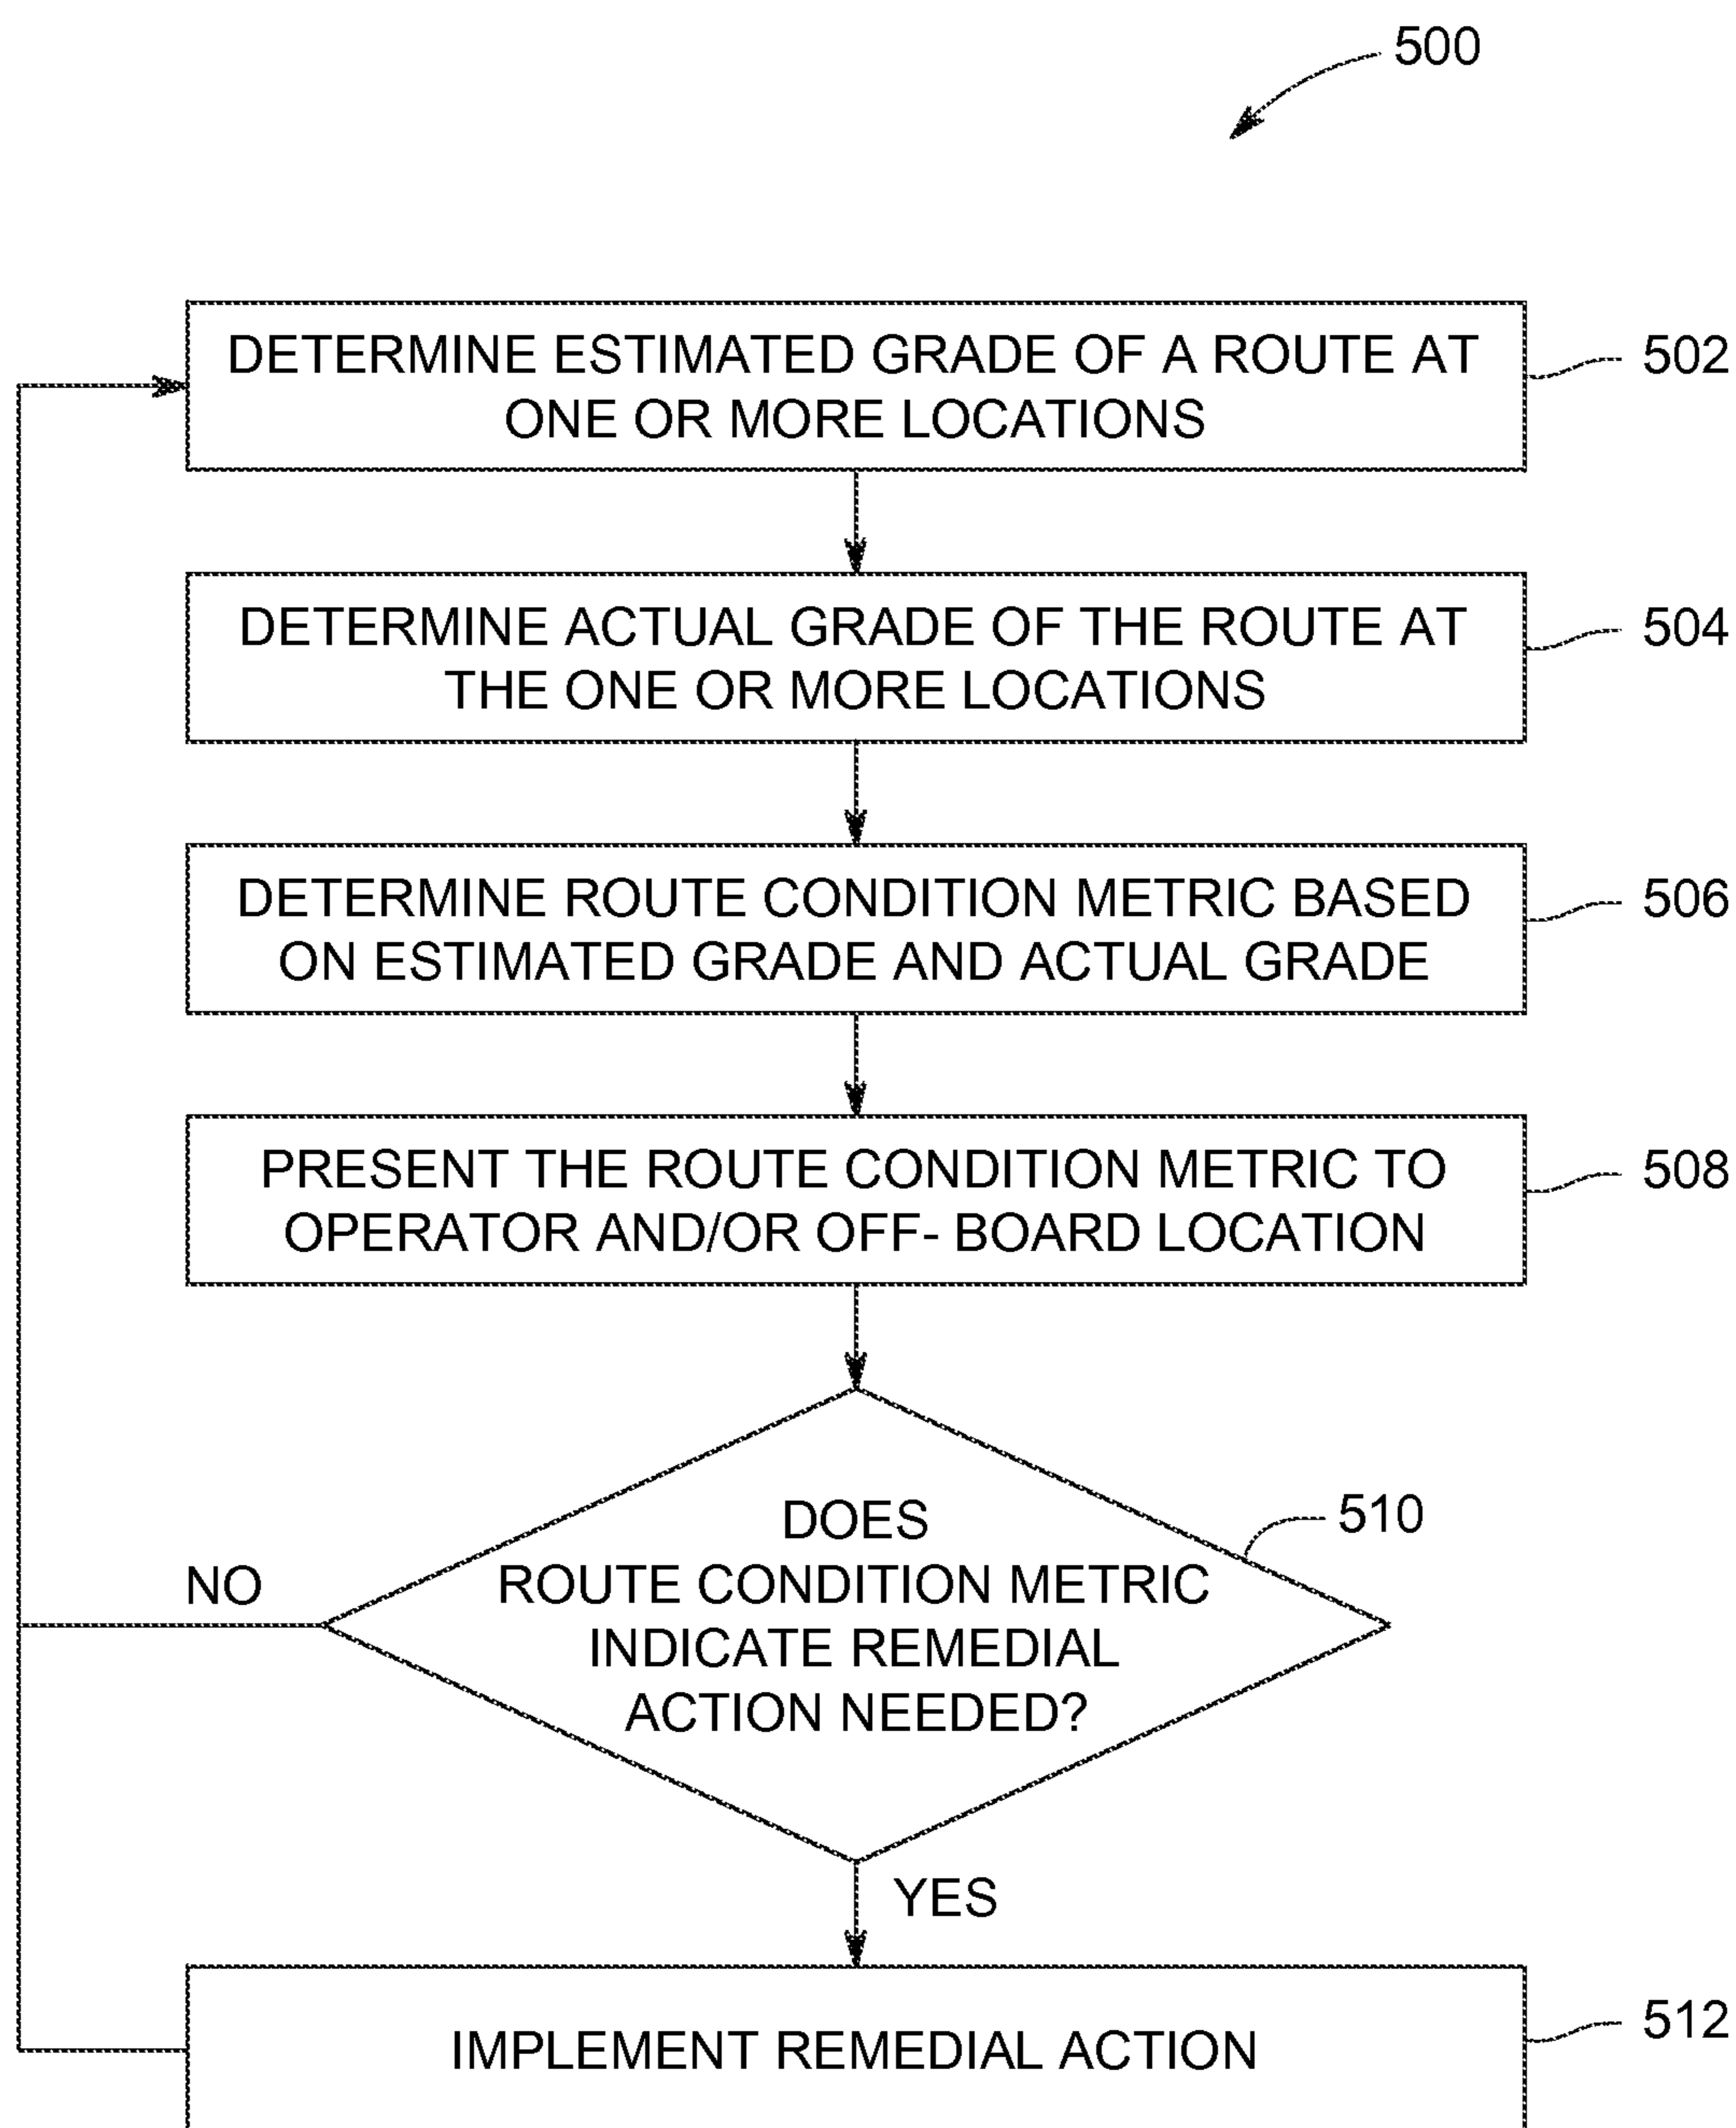 500
DETERMINE ESTIMATED GRADE OF A ROUTE AT
ONE OR MORE LOCATIONS
502
DETERMINE ACTUAL GRADE OF THE ROUTE AT
THE ONE OR MORE LOCATIONS
504
DETERMINE ROUTE CONDITION METRIC BASED
ON ESTIMATED GRADE AND ACTUAL GRADE
506
PRESENT THE ROUTE CONDITION METRIC TO
OPERATOR AND/OR OFF- BOARD LOCATION
508
DOES
ROUTE CONDITION METRIC
INDICATE REMEDIAL
ACTION NEEDED?
510
NO
YES
IMPLEMENT REMEDIAL ACTION
512